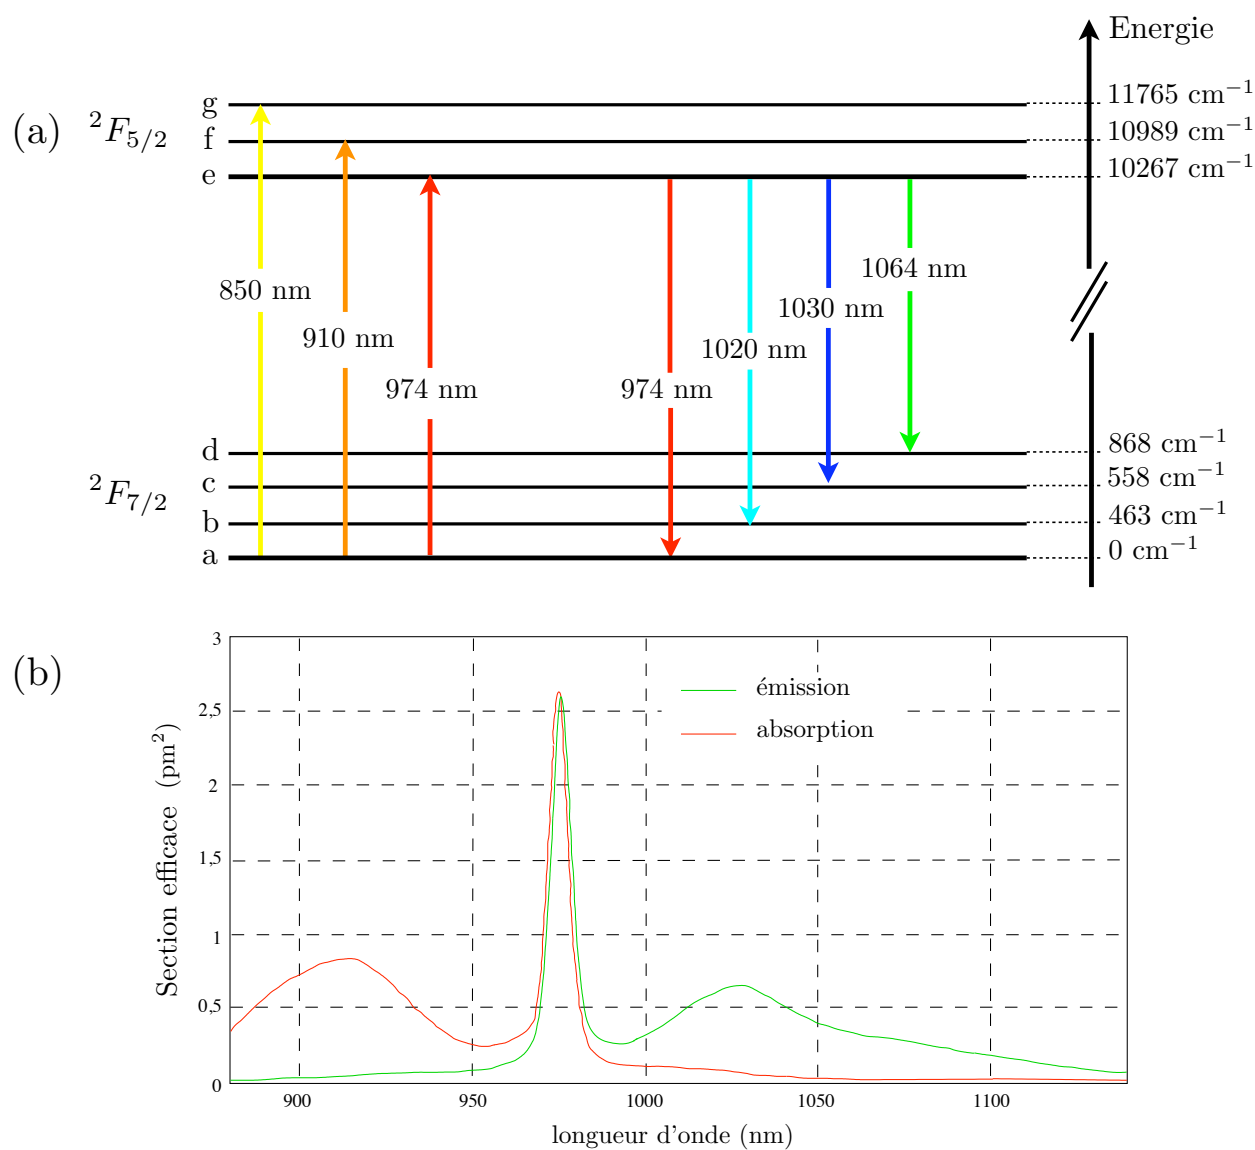 Energie
(a)
²F₅/₂
g
f
e
11765 cm⁻¹
10989 cm⁻¹
10267 cm⁻¹
850 nm
910 nm
974 nm
974 nm
1020 nm
1030 nm
1064 nm
²F₇/₂
d
c
b
a
868 cm⁻¹
558 cm⁻¹
463 cm⁻¹
0 cm⁻¹
(b)
Section efficace (pm²)
3
2,5
2
1,5
1
0,5
0
émission
absorption
900 950 1000 1050 1100
longueur d'onde (nm)